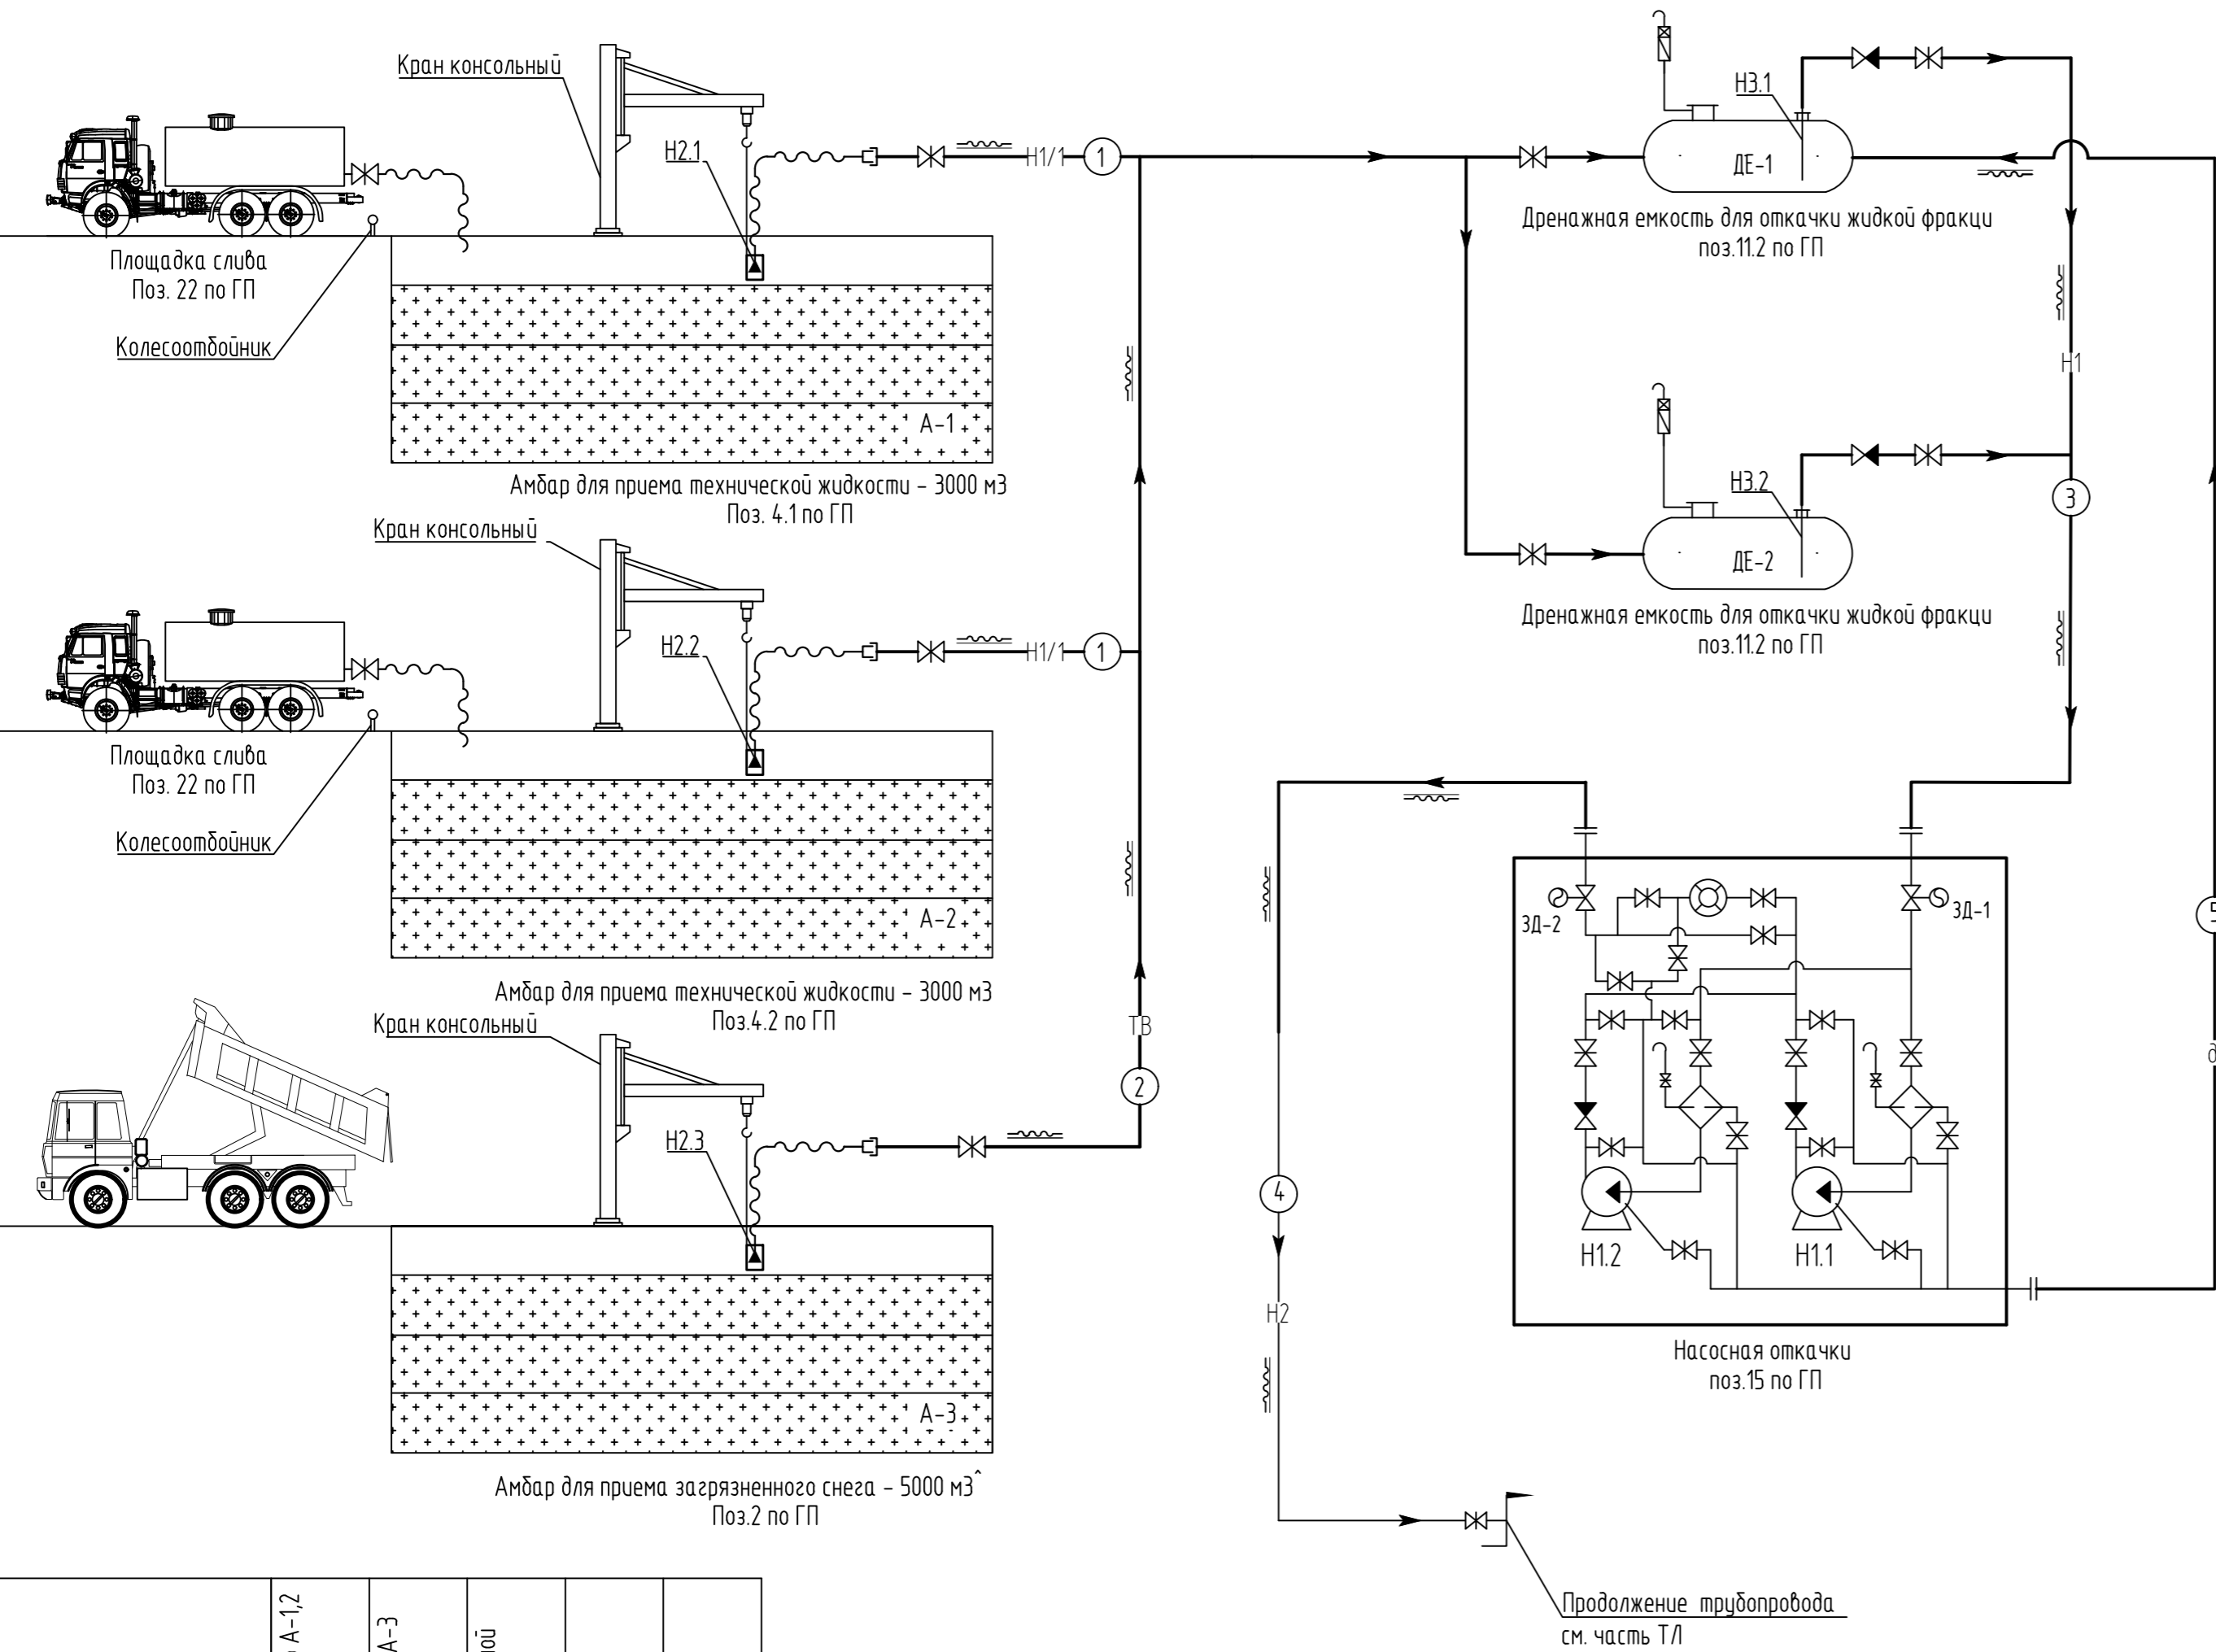 Кран консольный
Н2.1
Н1/1
1
Н3.1
ДЕ-1
Дренажная емкость для откачки жидкой фракци
поз.11.2 по ГП
Площадка слива
Поз. 22 по ГП
Колесоотбойник
А-1
Амбар для приема технической жидкости - 3000 м3
Поз. 4.1 по ГП
Н1
Н3.2
3
ДЕ-2
Дренажная емкость для откачки жидкой фракци
поз.11.2 по ГП
Кран консольный
Н2.2
Н1/1
1
Площадка слива
Поз. 22 по ГП
Колесоотбойник
А-2
Амбар для приема технической жидкости - 3000 м3
Поз.4.2 по ГП
ЗД-2
ЗД-1
5
Кран консольный
ТВ
2
Н2.3
4
Н1.2
Н1.1
Н2
Насосная откачки
поз.15 по ГП
А-3
Амбар для приема загрязненного снега - 5000 м3^
Поз.2 по ГП
Продолжение трубопровода
см. часть ТЛ
А-1,2
А-3